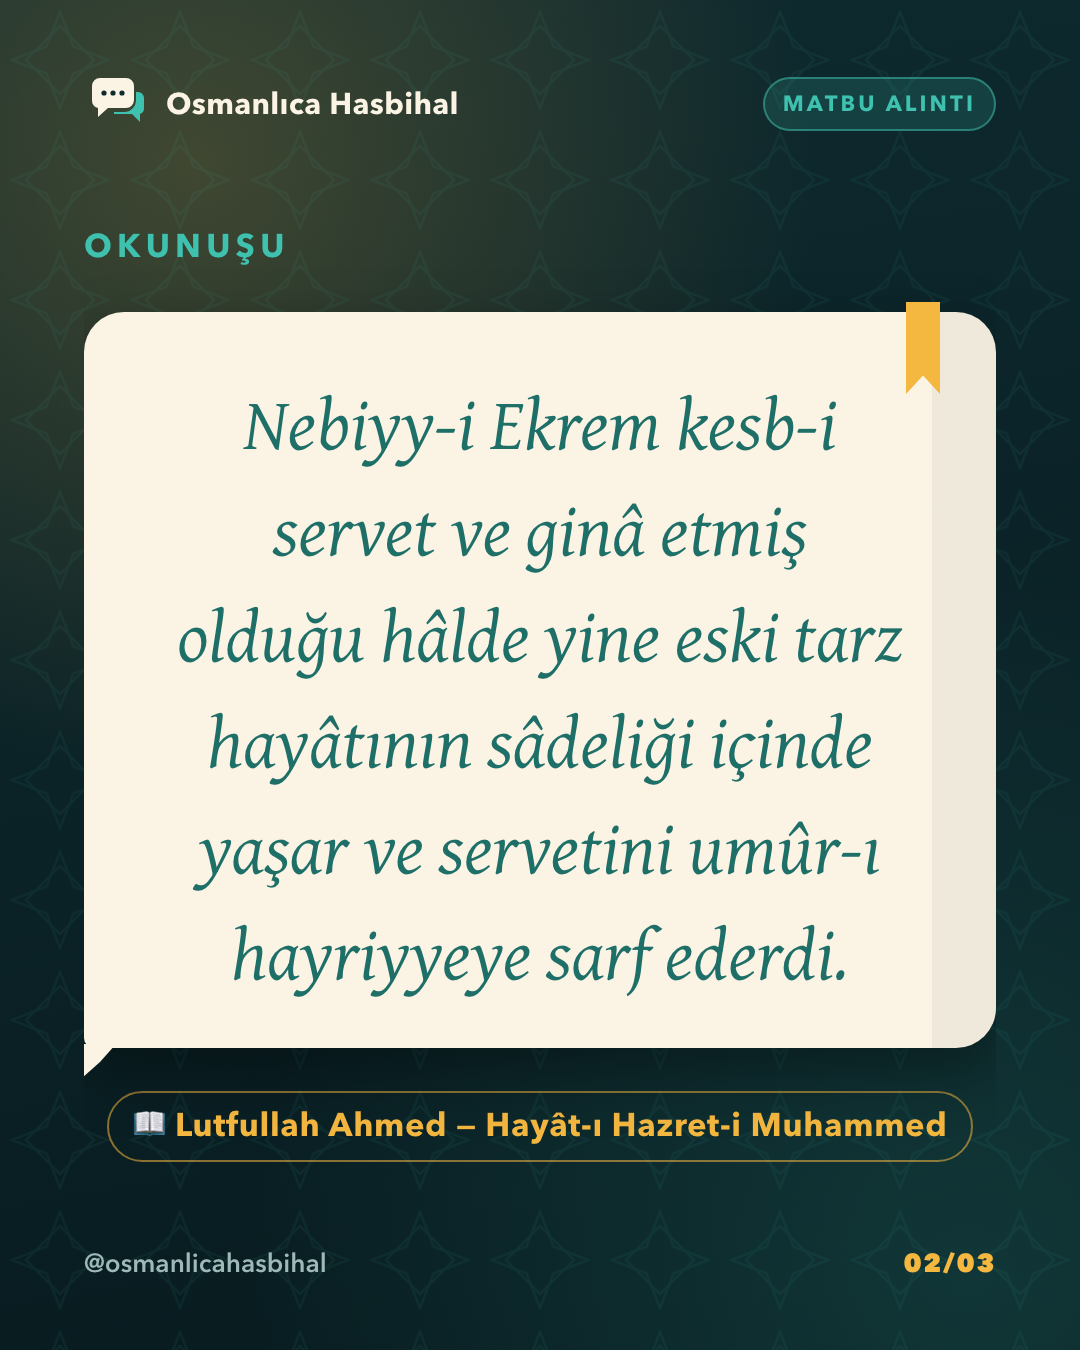 Osmanlıca Hasbihal
MATBU ALINTI
OKUNUŞU
Nebiyy-i Ekrem kesb-i
servet ve ginâ etmiş
olduğu hâlde yine eski tarz
hayâtının sâdeliği içinde
yaşar ve servetini umûr-ı
hayriyyeye sarf ederdi.
📖 Lutfullah Ahmed — Hayât-ı Hazret-i Muhammed
@osmanlicahasbihal
02/03